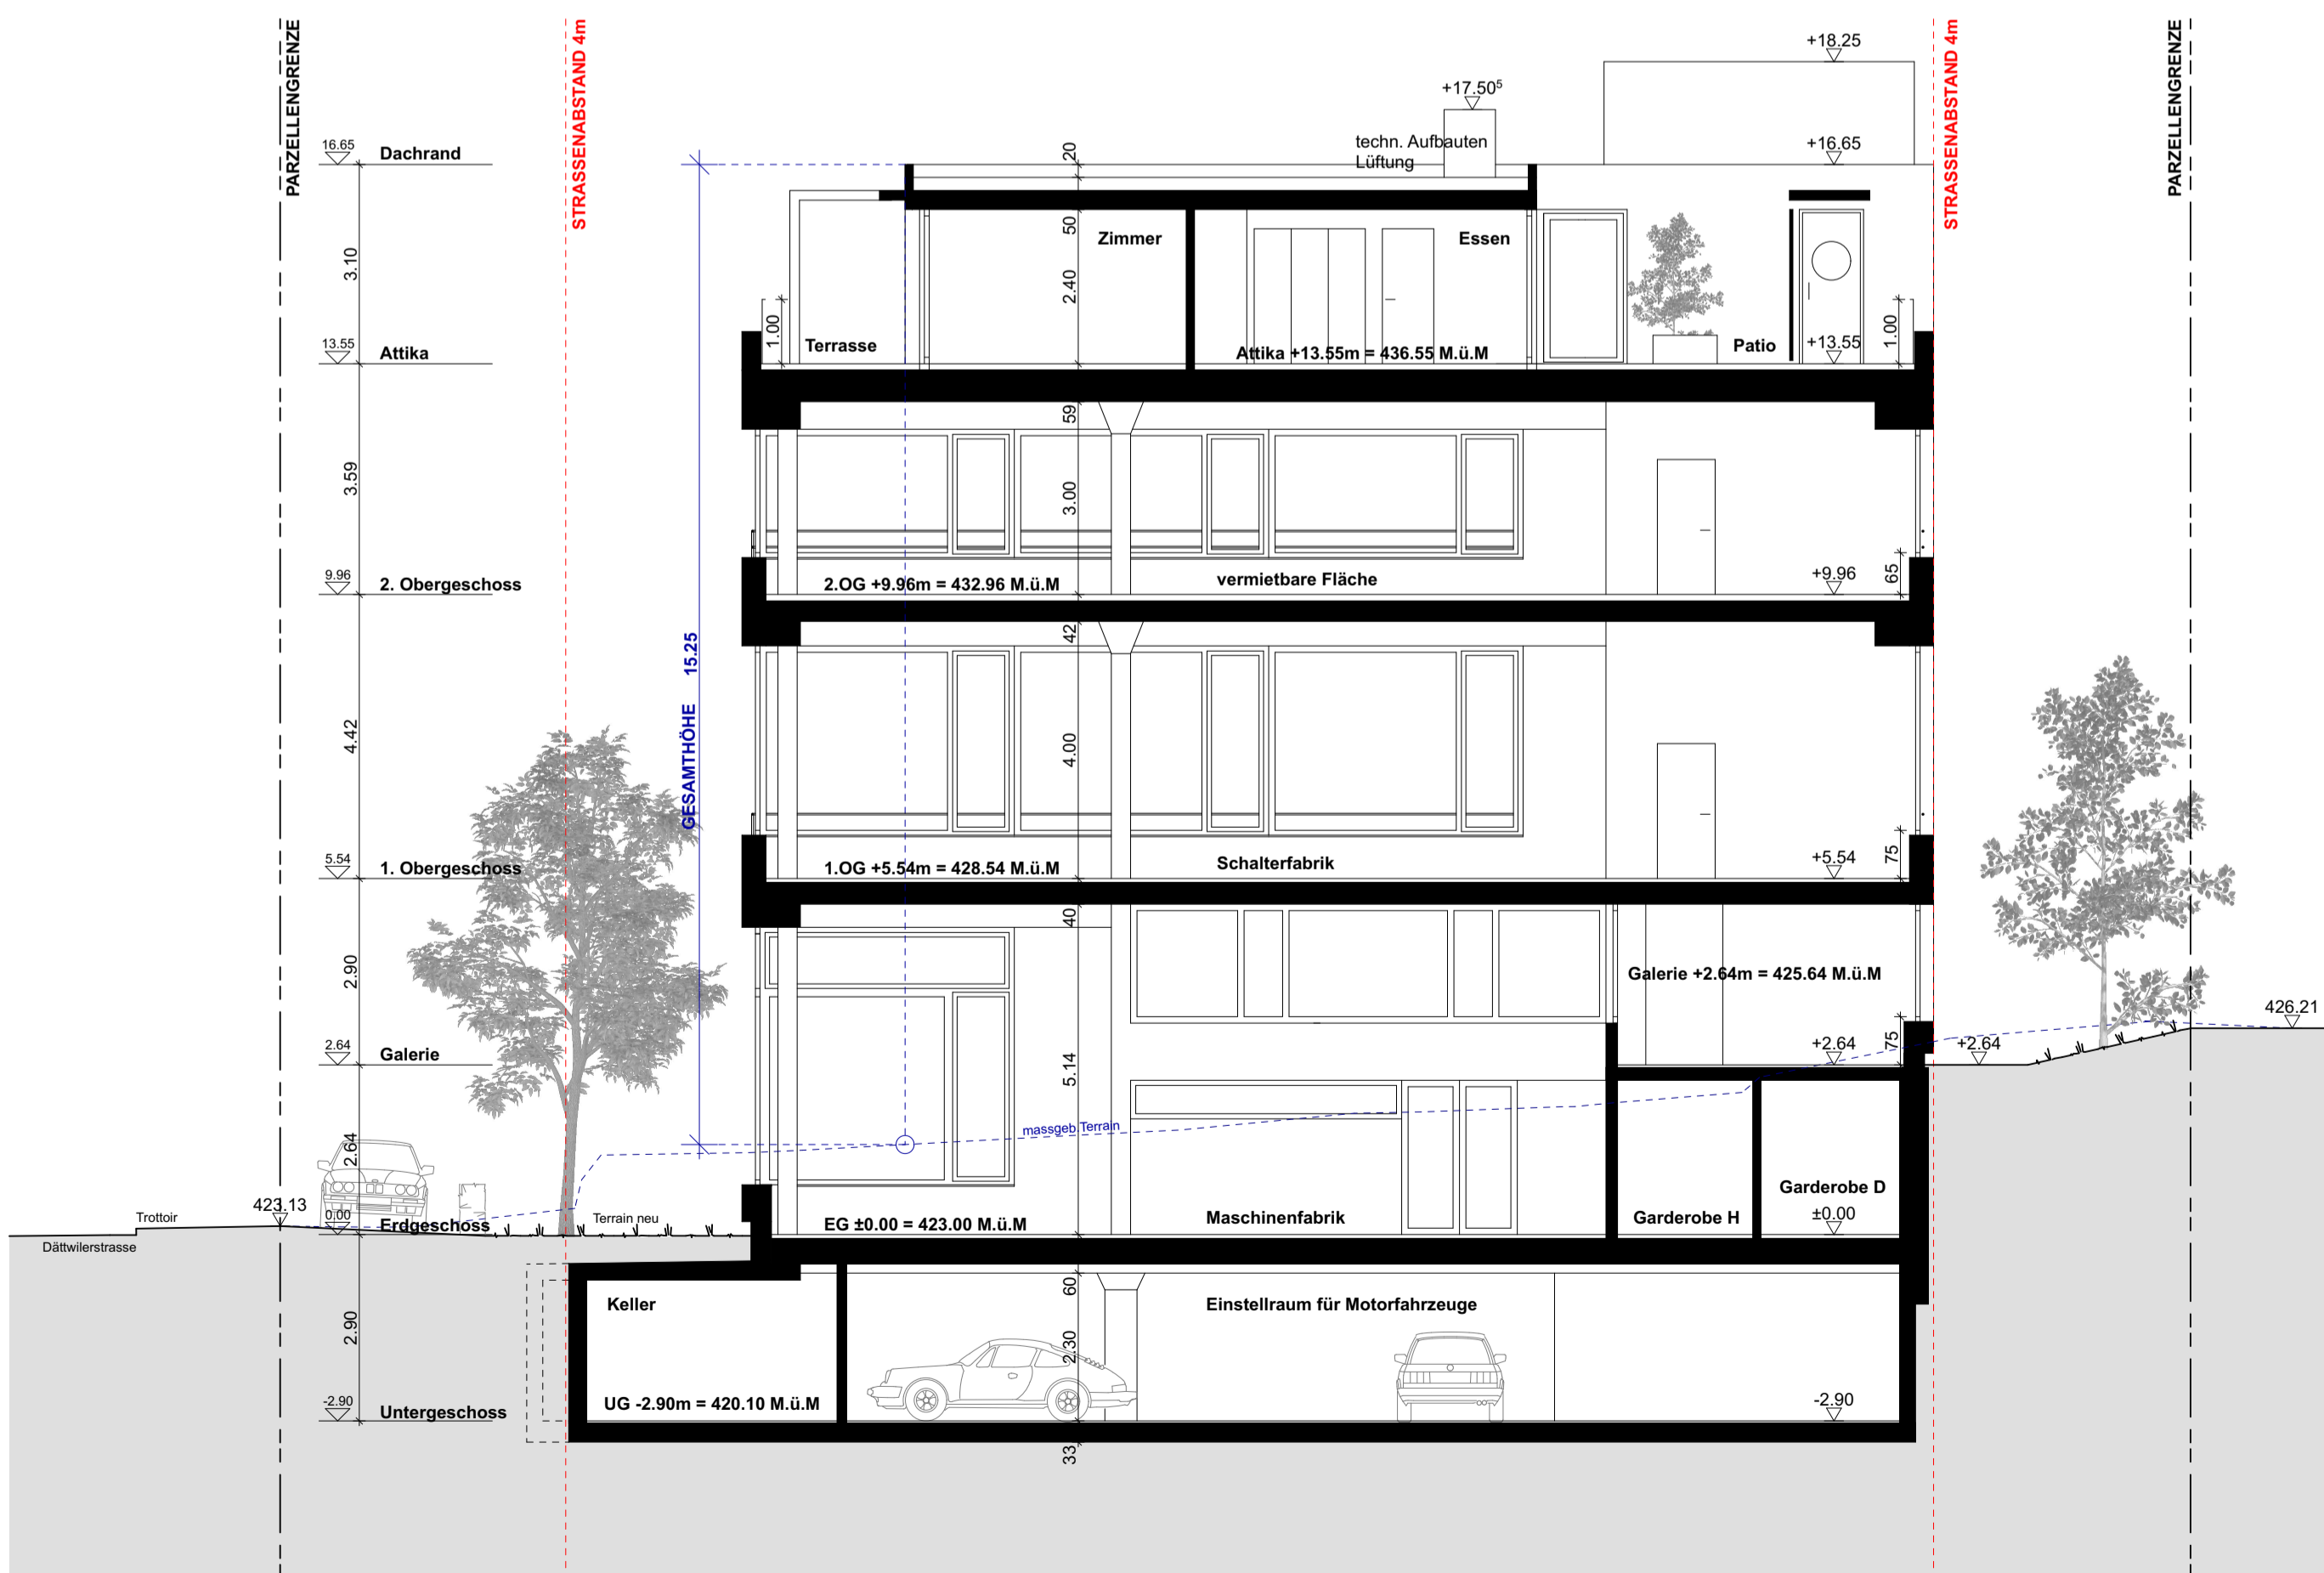 PARZELLENGRENZE
STRASSENABSTAND 4m
STRASSENABSTAND 4m
PARZELLENGRENZE
+18.25
+17.50⁵
techn. Aufbauten
Lüftung
20
+16.65
16.65
Dachrand
3.10
50
Zimmer
Essen
2.40
1.00
Terrasse
Attika +13.55m = 436.55 M.ü.M
Patio
+13.55
1.00
13.55
Attika
59
3.59
3.00
9.96
2. Obergeschoss
2.OG +9.96m = 432.96 M.ü.M
vermietbare Fläche
+9.96
65
GESAMTHÖHE 15.25
42
4.42
4.00
5.54
1. Obergeschoss
1.OG +5.54m = 428.54 M.ü.M
Schalterfabrik
+5.54
75
40
2.90
Galerie +2.64m = 425.64 M.ü.M
426.21
2.64
Galerie
5.14
+2.64
75
+2.64
massgeb.Terrain
2.64
Garderobe D
±0.00
423.13
Trottoir
0.00
Erdgeschoss
Terrain neu
EG ±0.00 = 423.00 M.ü.M
Maschinenfabrik
Garderobe H
Dättwilerstrasse
60
Keller
Einstellraum für Motorfahrzeuge
2.90
2.30
-2.90
Untergeschoss
UG -2.90m = 420.10 M.ü.M
-2.90
33